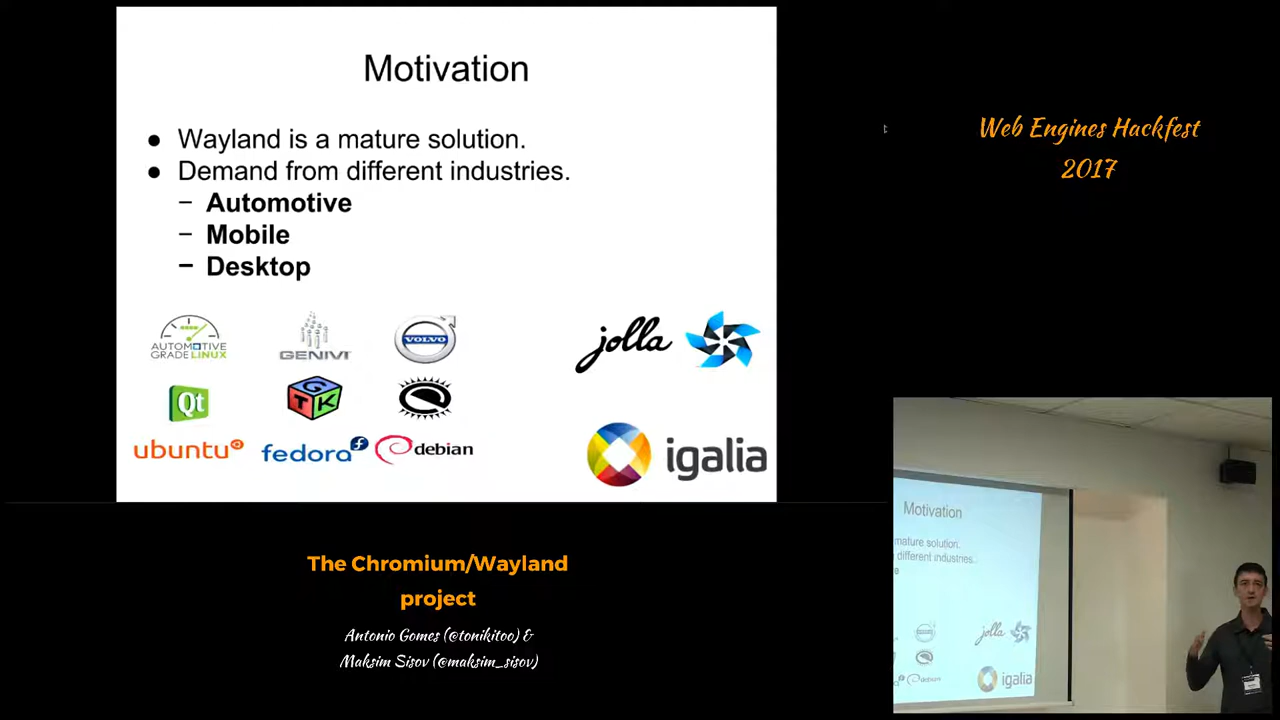 Motivation
● Wayland is a mature solution.
● Demand from different industries.
– Automotive
– Mobile
– Desktop
AUTOMOTIVE
GRADELINUX
GENIVI
VOLVO
jolla
Qt
GTK
ubuntu
fedora
debian
igalia
Web Engines Hackfest
2017
The Chromium/Wayland
project
Antonio Gomes (@tonikitoo) &
Maksim Sisov (@maksim_sisov)
Motivation
mature solution.
different industries.
jolla
igalia